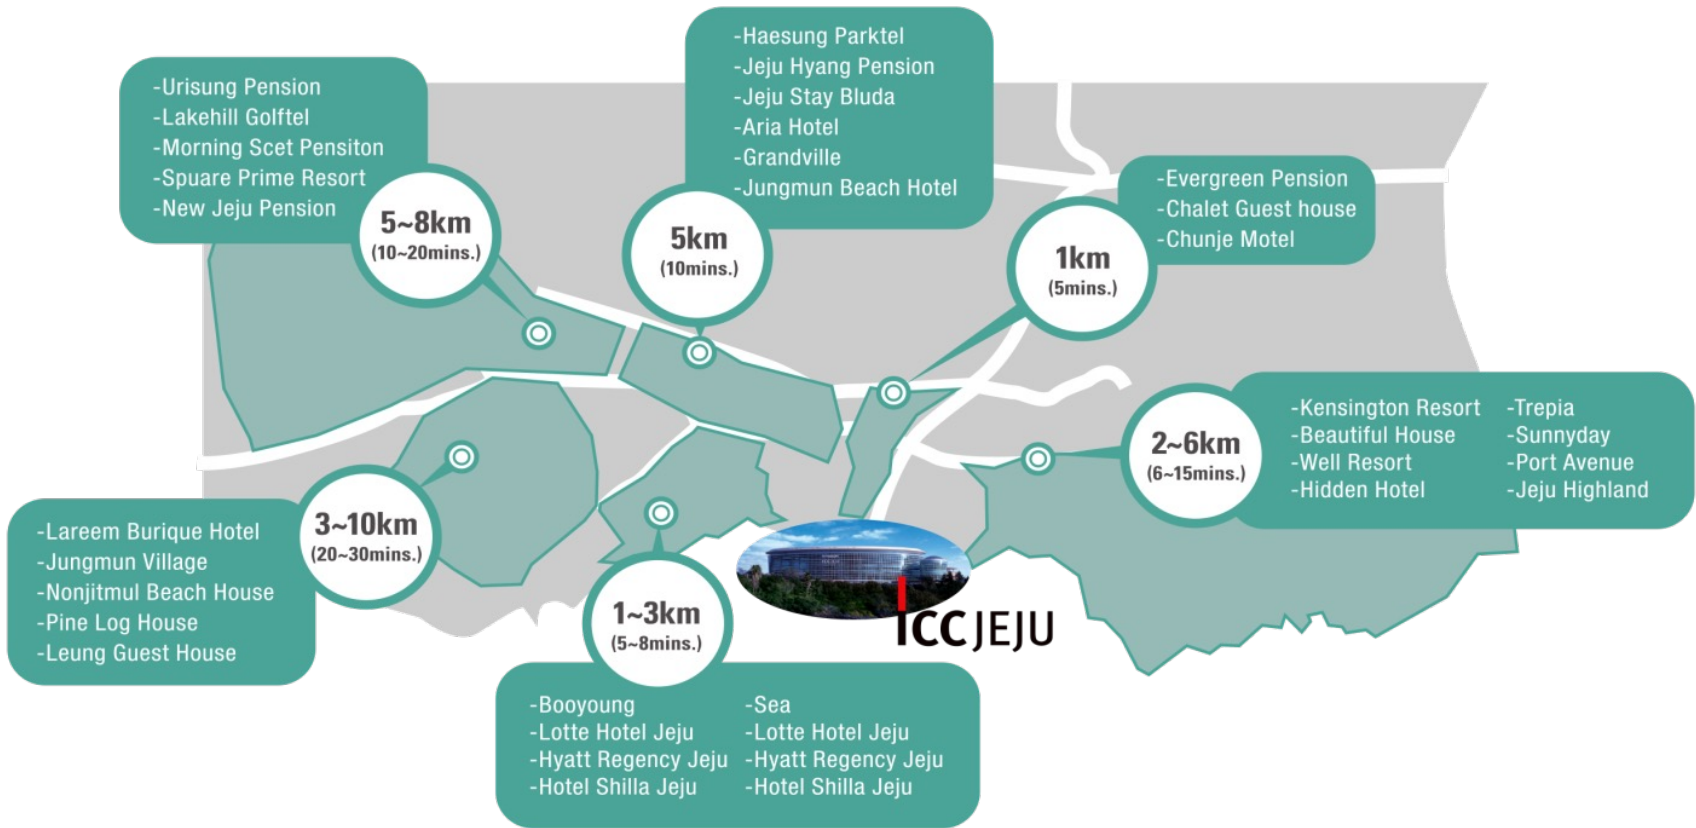 -Urisung Pension
-Lakehill Golftel
-Morning Scet Pensiton
-Spuare Prime Resort
-New Jeju Pension
5~8km
(10~20mins.)
-Haesung Parktel
-Jeju Hyang Pension
-Jeju Stay Bluda
-Aria Hotel
-Grandville
-Jungmun Beach Hotel
5km
(10mins.)
-Evergreen Pension
-Chalet Guest house
-Chunje Motel
1km
(5mins.)
2~6km
(6~15mins.)
-Kensington Resort
-Beautiful House
-Well Resort
-Hidden Hotel
-Trepia
-Sunnyday
-Port Avenue
-Jeju Highland
3~10km
(20~30mins.)
-Lareem Burique Hotel
-Jungmun Village
-Nonjitmul Beach House
-Pine Log House
-Leung Guest House
1~3km
(5~8mins.)
-Booyoung
-Lotte Hotel Jeju
-Hyatt Regency Jeju
-Hotel Shilla Jeju
-Sea
-Lotte Hotel Jeju
-Hyatt Regency Jeju
-Hotel Shilla Jeju
ICC JEJU